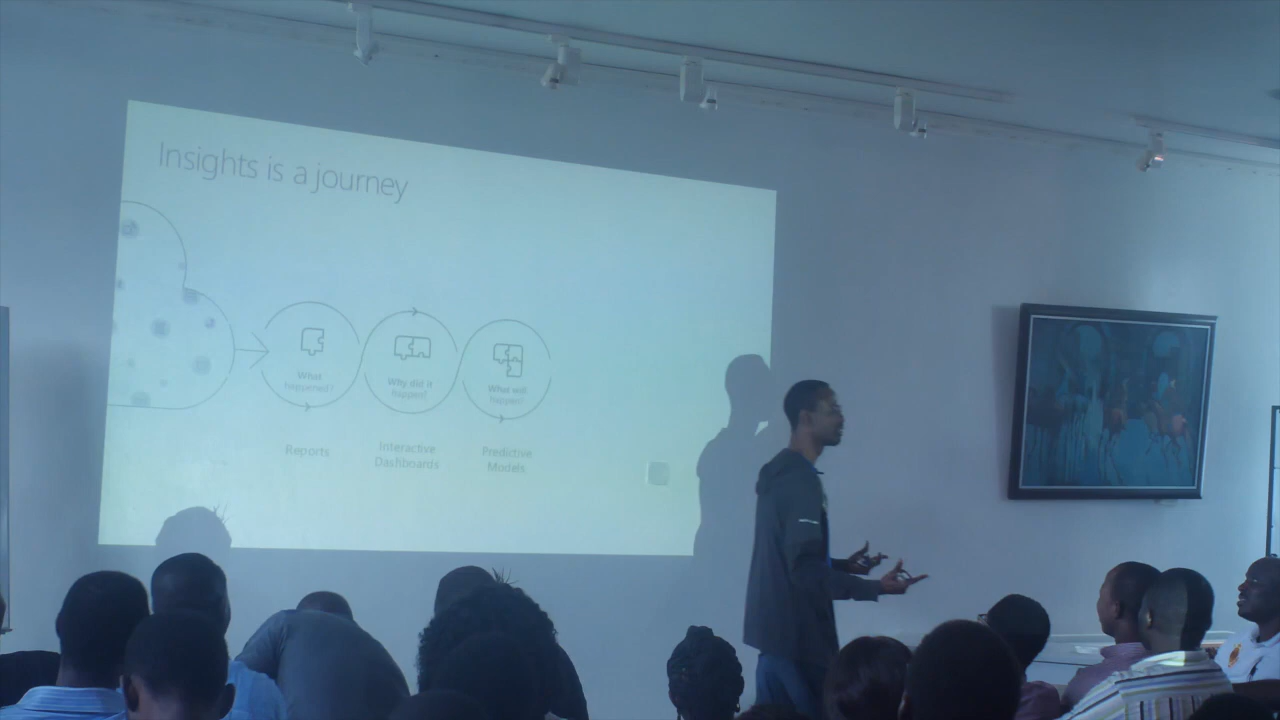 Insights is a journey
What
happened?
Why did it
happen?
What will
happen?
Reports
Interactive
Dashboards
Predictive
Models